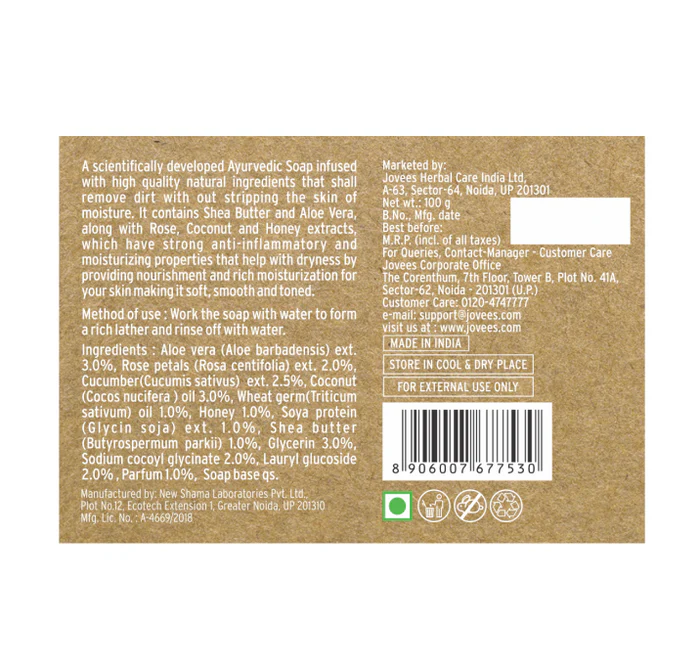 A scientifically developed Ayurvedic Soap infused
with high quality natural ingredients that shall
remove dirt with out stripping the skin of
moisture. It contains Shea Butter and Aloe Vera,
along with Rose, Coconut and Honey extracts,
which have strong anti-inflammatory and
moisturizing properties that help with dryness by
providing nourishment and rich moisturization for
your skin making it soft, smooth and toned.
Method of use : Work the soap with water to form
a rich lather and rinse off with water.
Ingredients : Aloe vera (Aloe barbadensis) ext.
3.0%, Rose petals (Rosa centifolia) ext. 2.0%,
Cucumber(Cucumis sativus) ext. 2.5%, Coconut
(Cocos nucifera ) oil 3.0%, Wheat germ(Triticum
sativum) oil 1.0%, Honey 1.0%, Soya protein
(Glycin soja) ext. 1.0%, Shea butter
(Butyrospermum parkii) 1.0%, Glycerin 3.0%,
Sodium cocoyl glycinate 2.0%, Lauryl glucoside
2.0% , Parfum 1.0%, Soap base qs.
Manufactured by: New Shama Laboratories Pvt. Ltd.,
Plot No.12, Ecotech Extension 1, Greater Noida, UP 201310
Mfg. Lic. No. : A-4669/2018
Marketed by:
Jovees Herbal Care India Ltd,
A-63, Sector-64, Noida, UP 201301
Net wt.: 100 g
B.No., Mfg. date
Best before:
M.R.P. (incl. of all taxes)
For Queries, Contact-Manager - Customer Care
Jovees Corporate Office
The Corenthum, 7th Floor, Tower B, Plot No. 41A,
Sector-62, Noida - 201301 (U.P.)
Customer Care: 0120-4747777
e-mail: support@jovees.com
visit us at : www.jovees.com
MADE IN INDIA
STORE IN COOL & DRY PLACE
FOR EXTERNAL USE ONLY
8 906007 677530